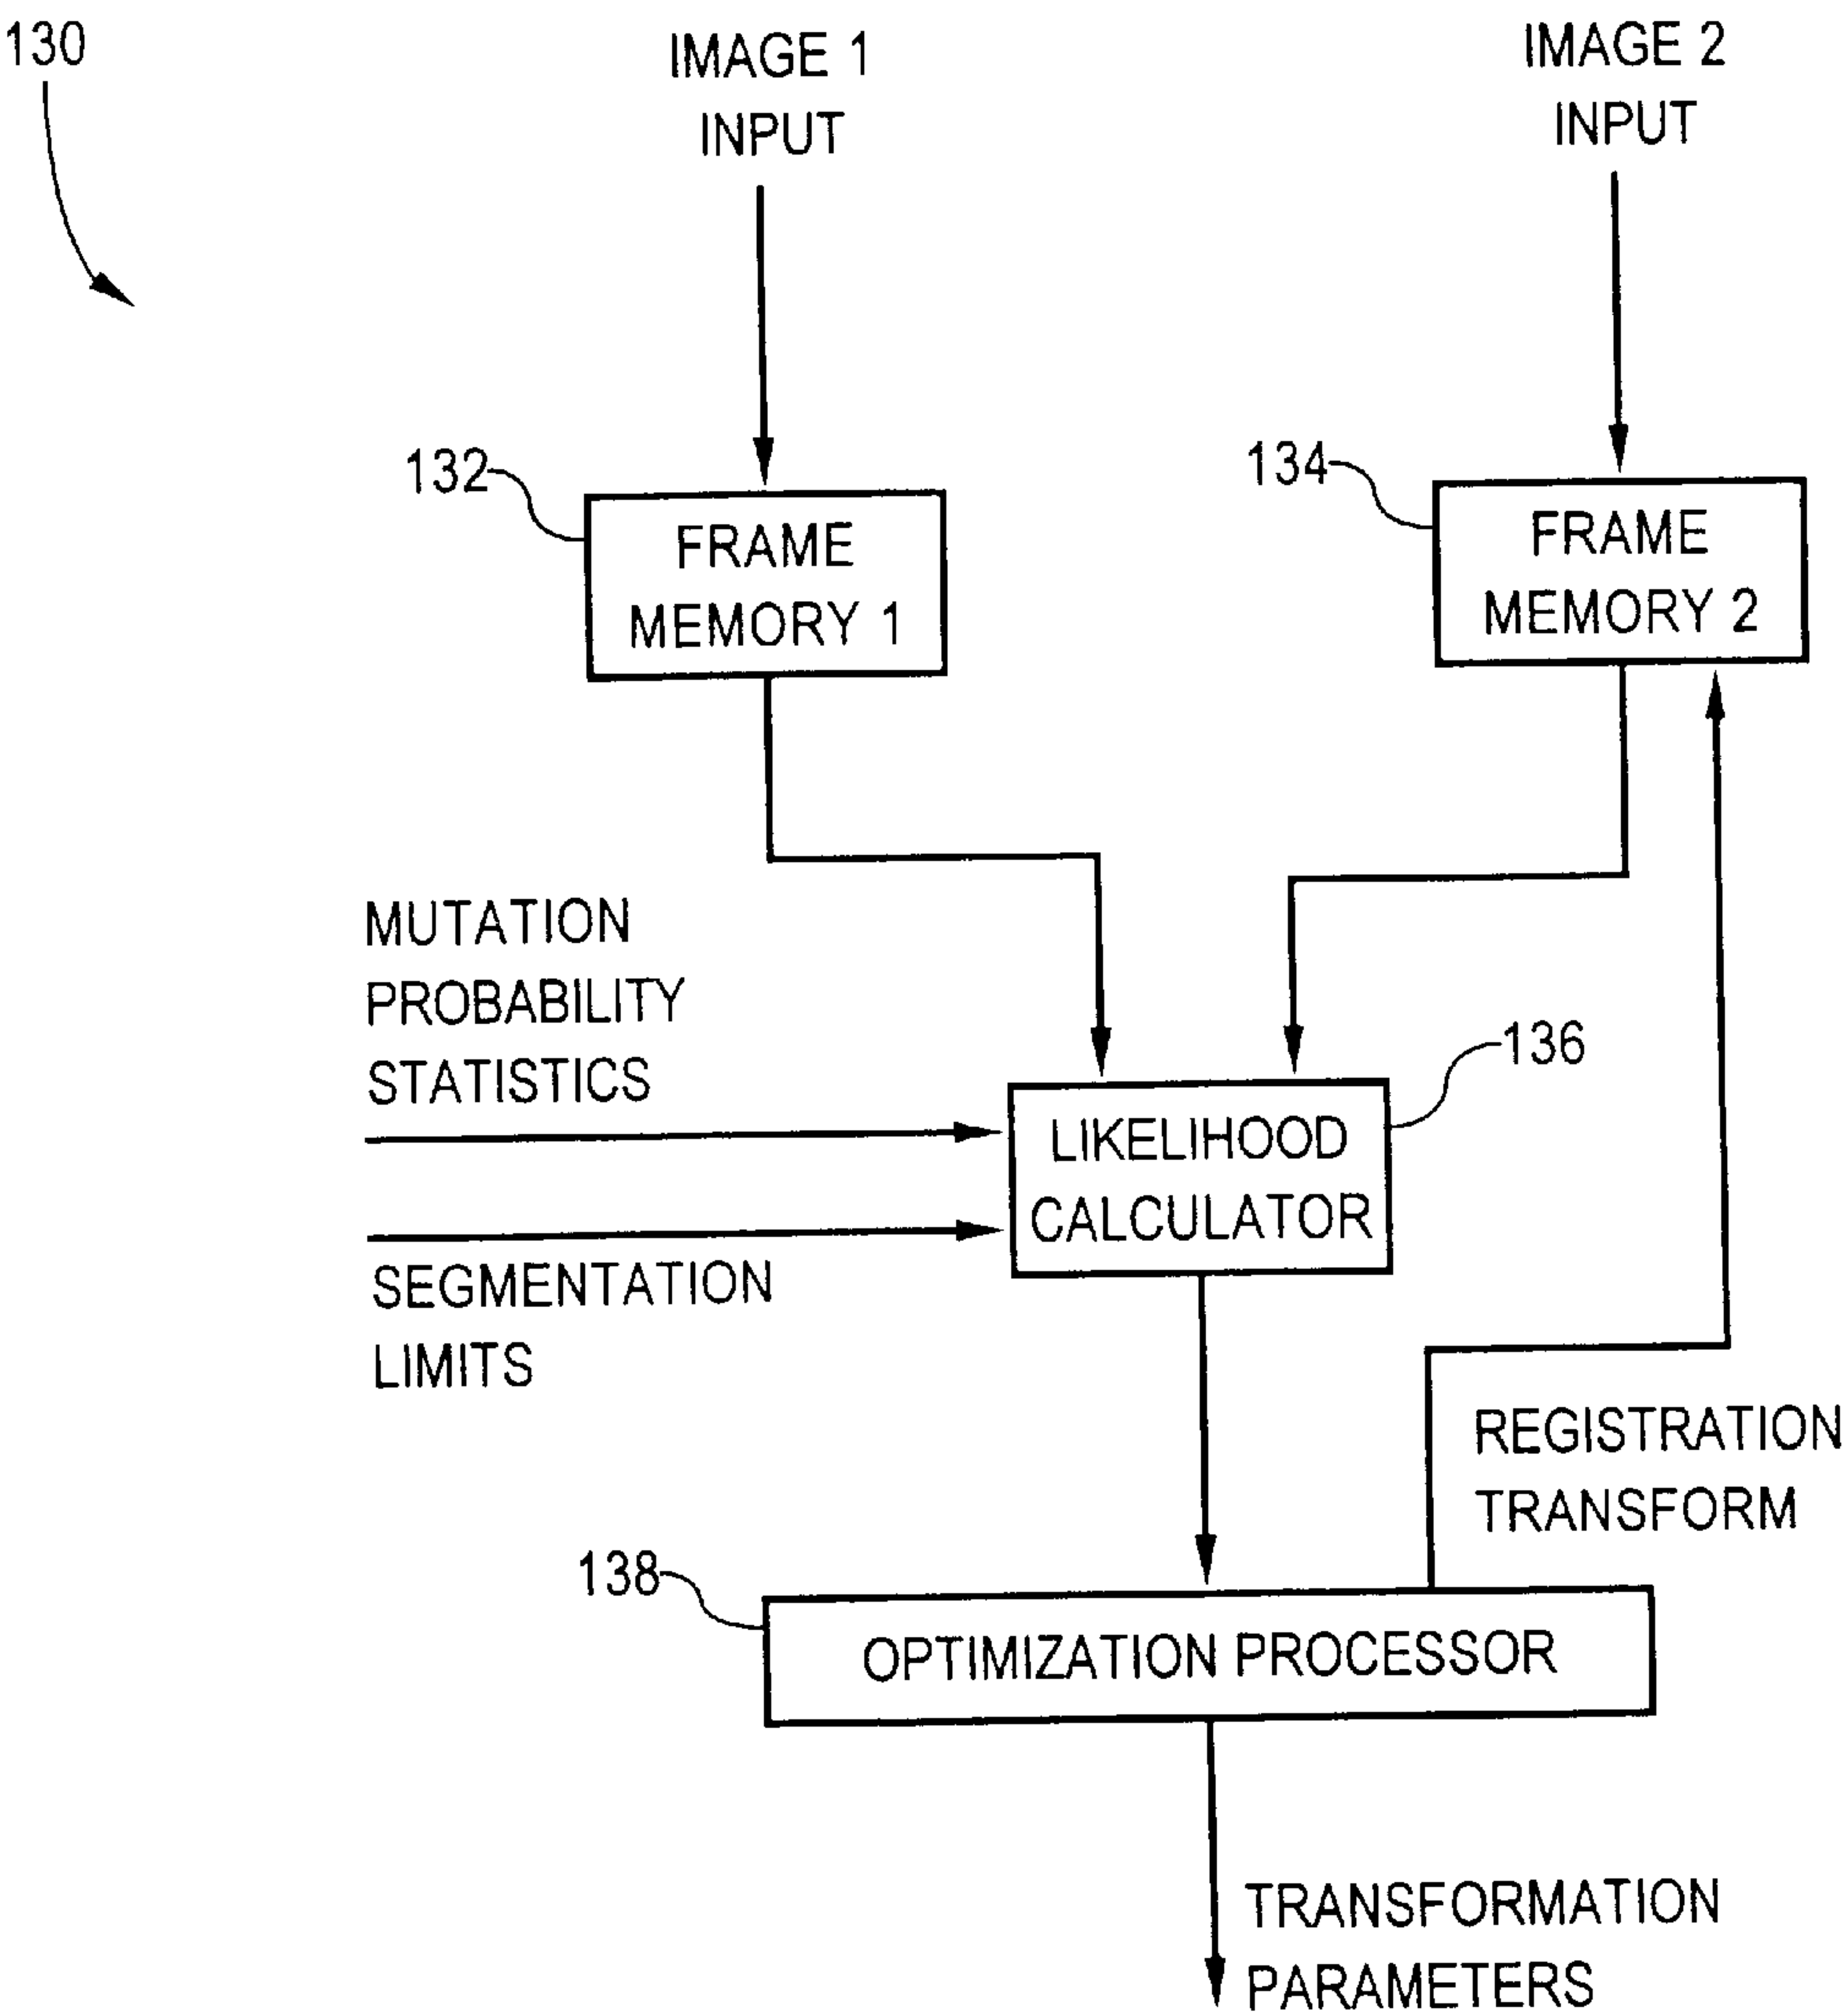 130
IMAGE 1
INPUT
IMAGE 2
INPUT
132
FRAME
MEMORY 1
134
FRAME
MEMORY 2
MUTATION
PROBABILITY
STATISTICS
136
LIKELIHOOD
CALCULATOR
SEGMENTATION
LIMITS
REGISTRATION
TRANSFORM
138
OPTIMIZATION PROCESSOR
TRANSFORMATION
PARAMETERS